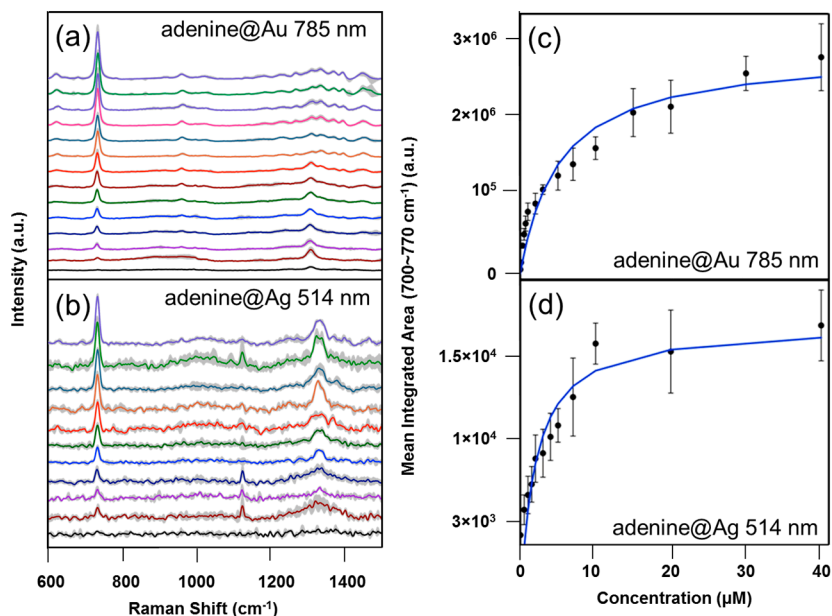 (a) adenine@Au 785 nm
(b) adenine@Ag 514 nm
Intensity (a.u.)
600 800 1000 1200 1400
Raman Shift (cm⁻¹)
Mean Integrated Area (700~770 cm⁻¹) (a.u.)
(c)
3×10⁶
2×10⁶
10⁵
0
adenine@Au 785 nm
(d)
1.5×10⁴
1×10⁴
3×10³
adenine@Ag 514 nm
0 10 20 30 40
Concentration (μM)